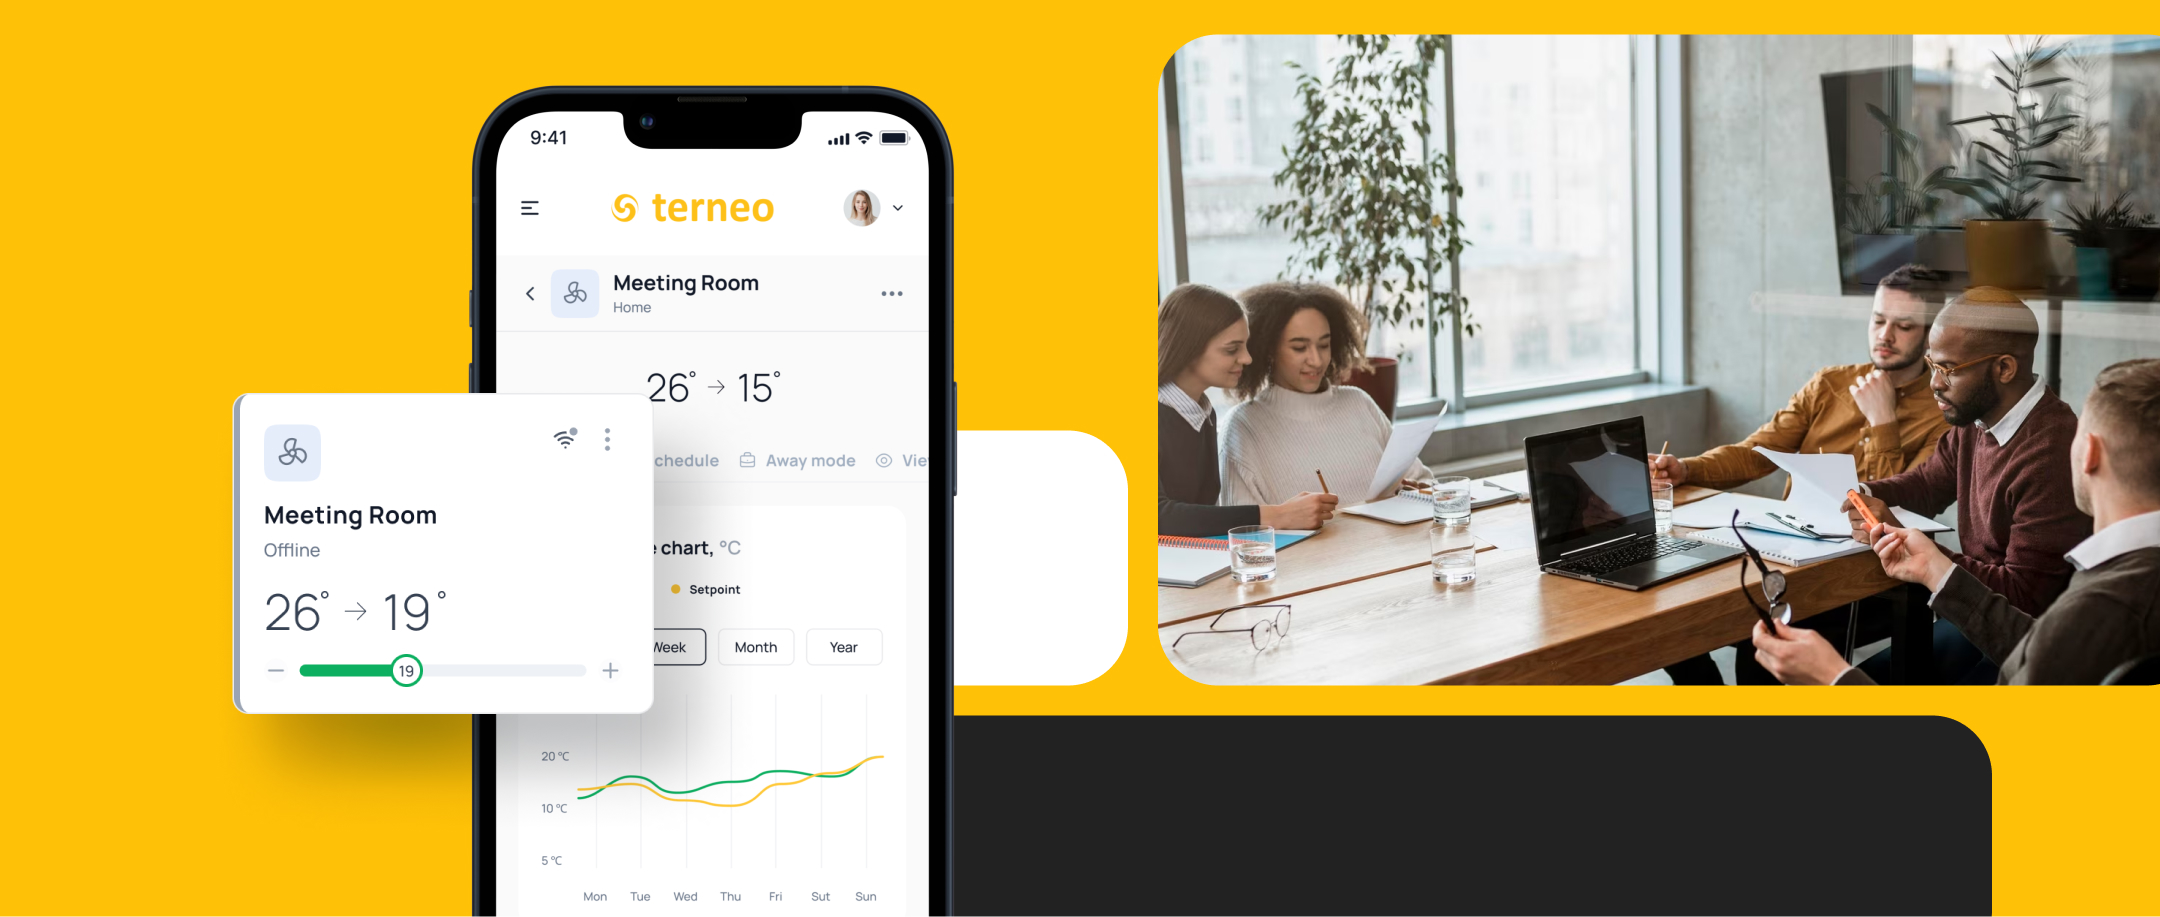 9:41
terneo
Meeting Room
Home
26° → 15°
chedule Away mode Vie
chart, °C
Setpoint
Week Month Year
20 °C
10 °C
5 °C
Mon Tue Wed Thu Fri Sut Sun
Meeting Room
Offline
26° → 19°
19